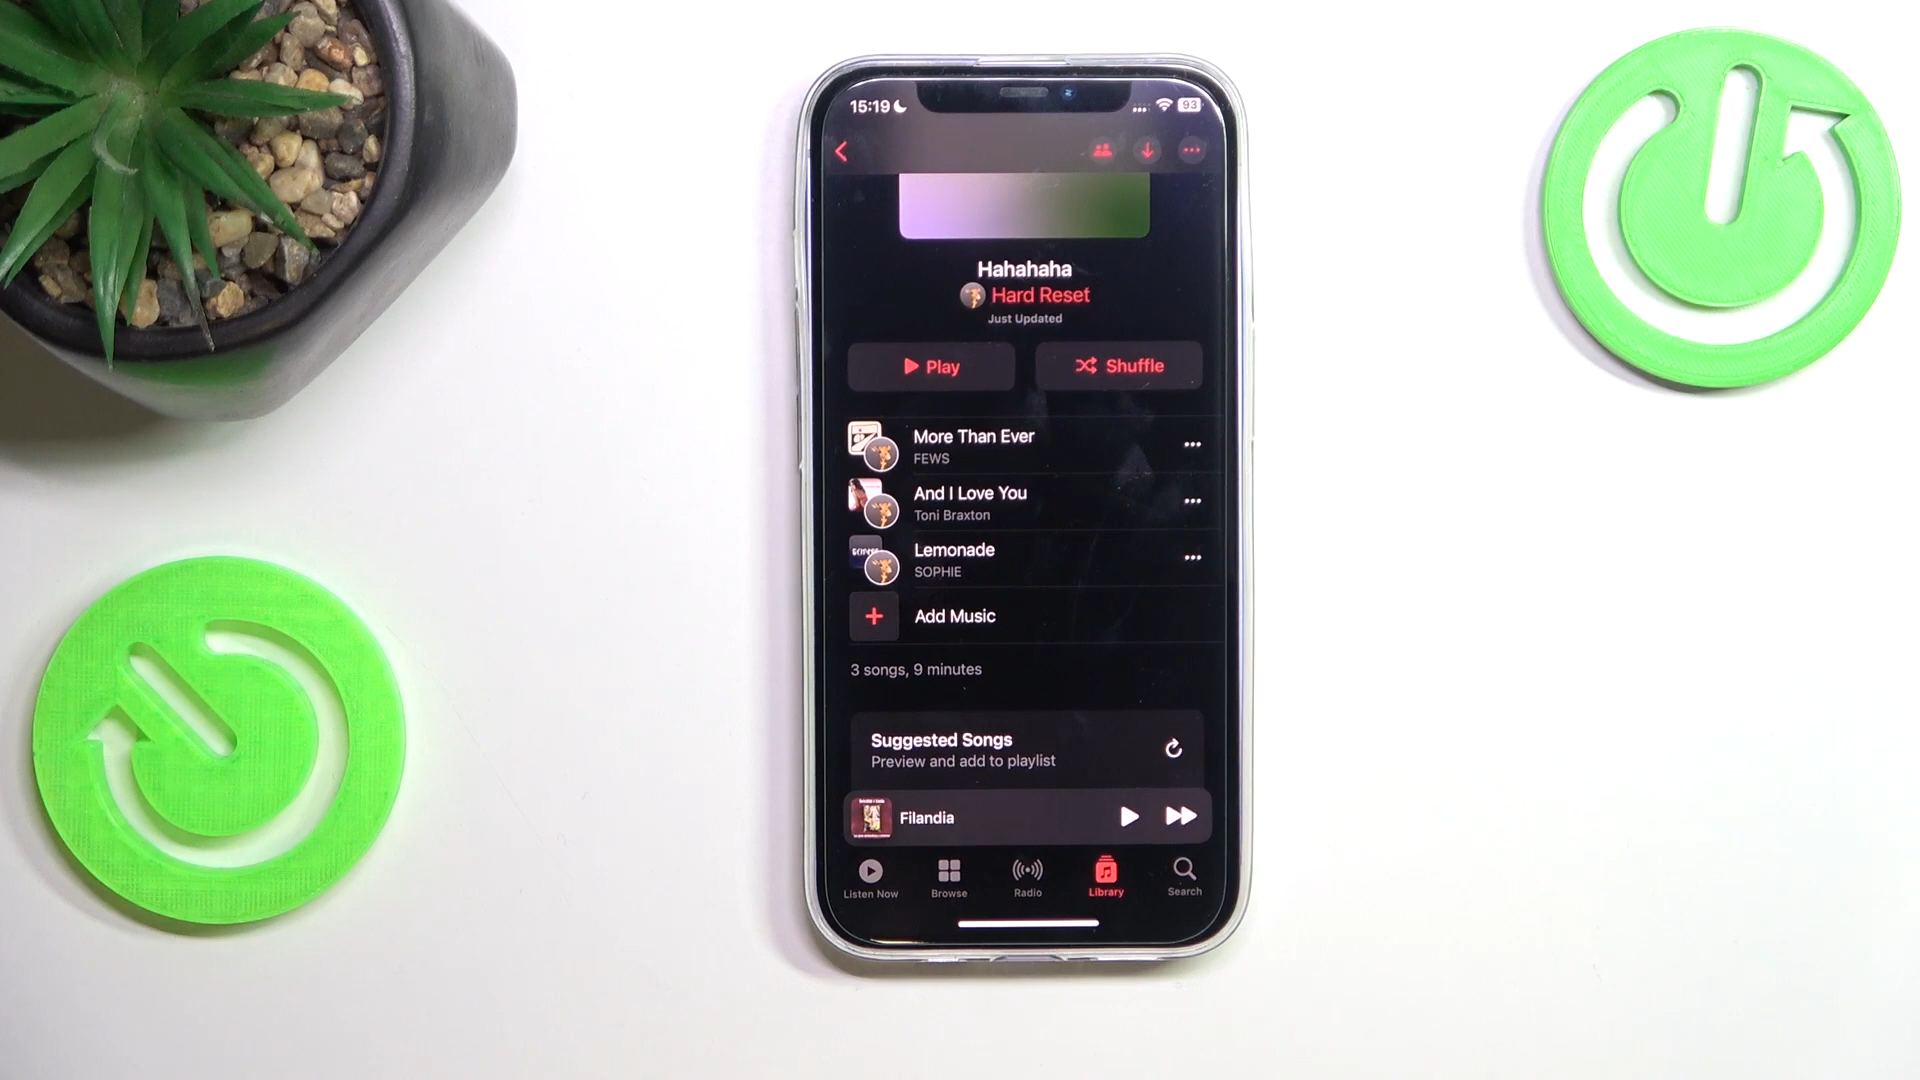 15:19
93
Hahahaha
Hard Reset
Just Updated
Play
Shuffle
More Than Ever
FEWS
And I Love You
Toni Braxton
Lemonade
SOPHIE
Add Music
3 songs, 9 minutes
Suggested Songs
Preview and add to playlist
Filandia
Listen Now
Browse
Radio
Library
Search